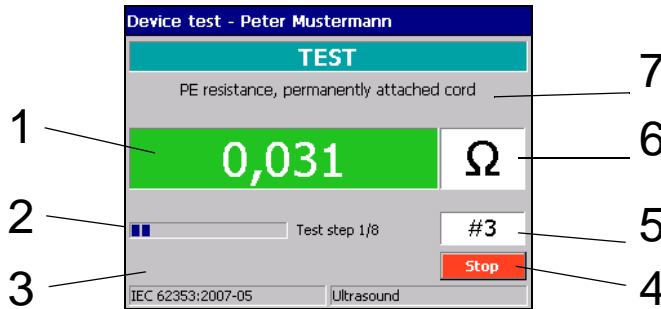 Device test - Peter Mustermann
TEST
7
PE resistance, permanently attached cord
1
0,031
Ω
6
2
Test step 1/8
#3
5
3
Stop
4
IEC 62353:2007-05
Ultrasound